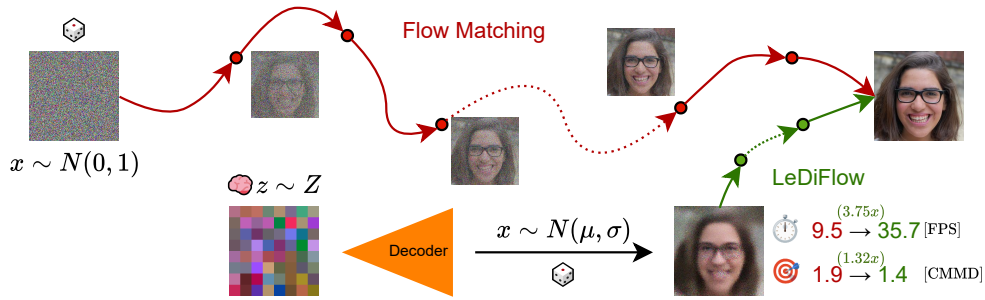 Flow Matching
x ∼ N(0, 1)
z ∼ Z
LeDiFlow
Decoder
x ∼ N(μ, σ)
(3.75x)
9.5 → 35.7 [FPS]
(1.32x)
1.9 → 1.4 [CMMD]